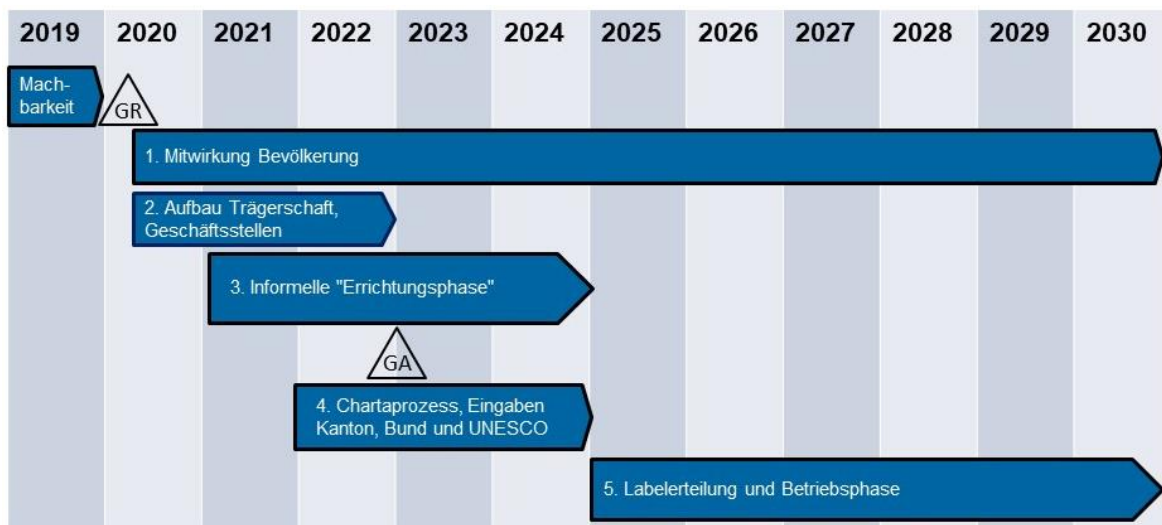 2019 2020 2021 2022 2023 2024 2025 2026 2027 2028 2029 2030
Mach-
barkeit
GR
1. Mitwirkung Bevölkerung
2. Aufbau Trägerschaft,
Geschäftsstellen
3. Informelle "Errichtungsphase"
GA
4. Chartaprozess, Eingaben
Kanton, Bund und UNESCO
5. Labelerteilung und Betriebsphase